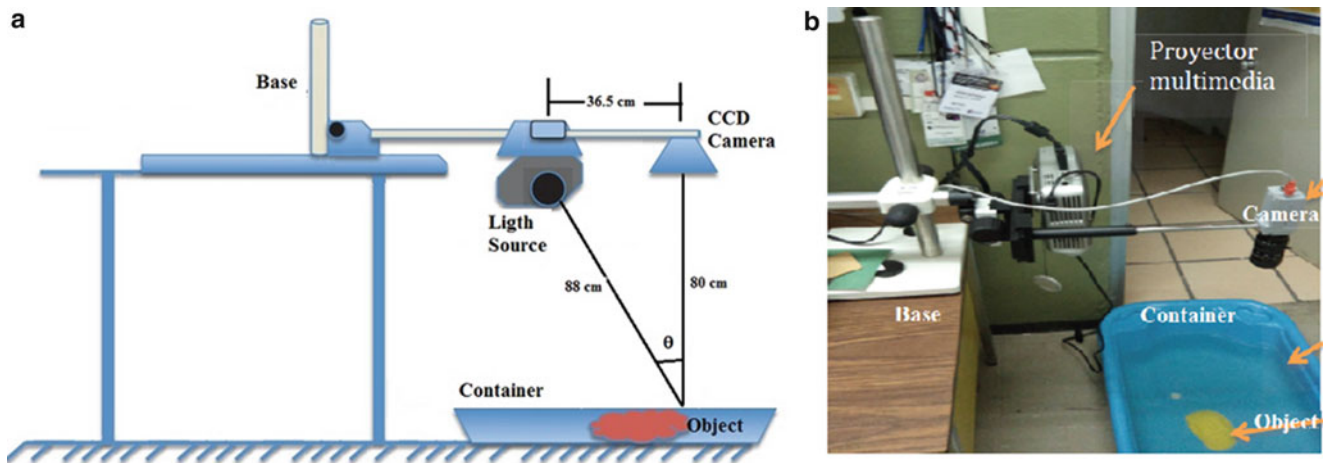 a
Base
36.5 cm
CCD
Camera
Ligth
Source
88 cm
80 cm
θ
Container
Object
b
Proyector
multimedia
Camera
Base
Container
Object